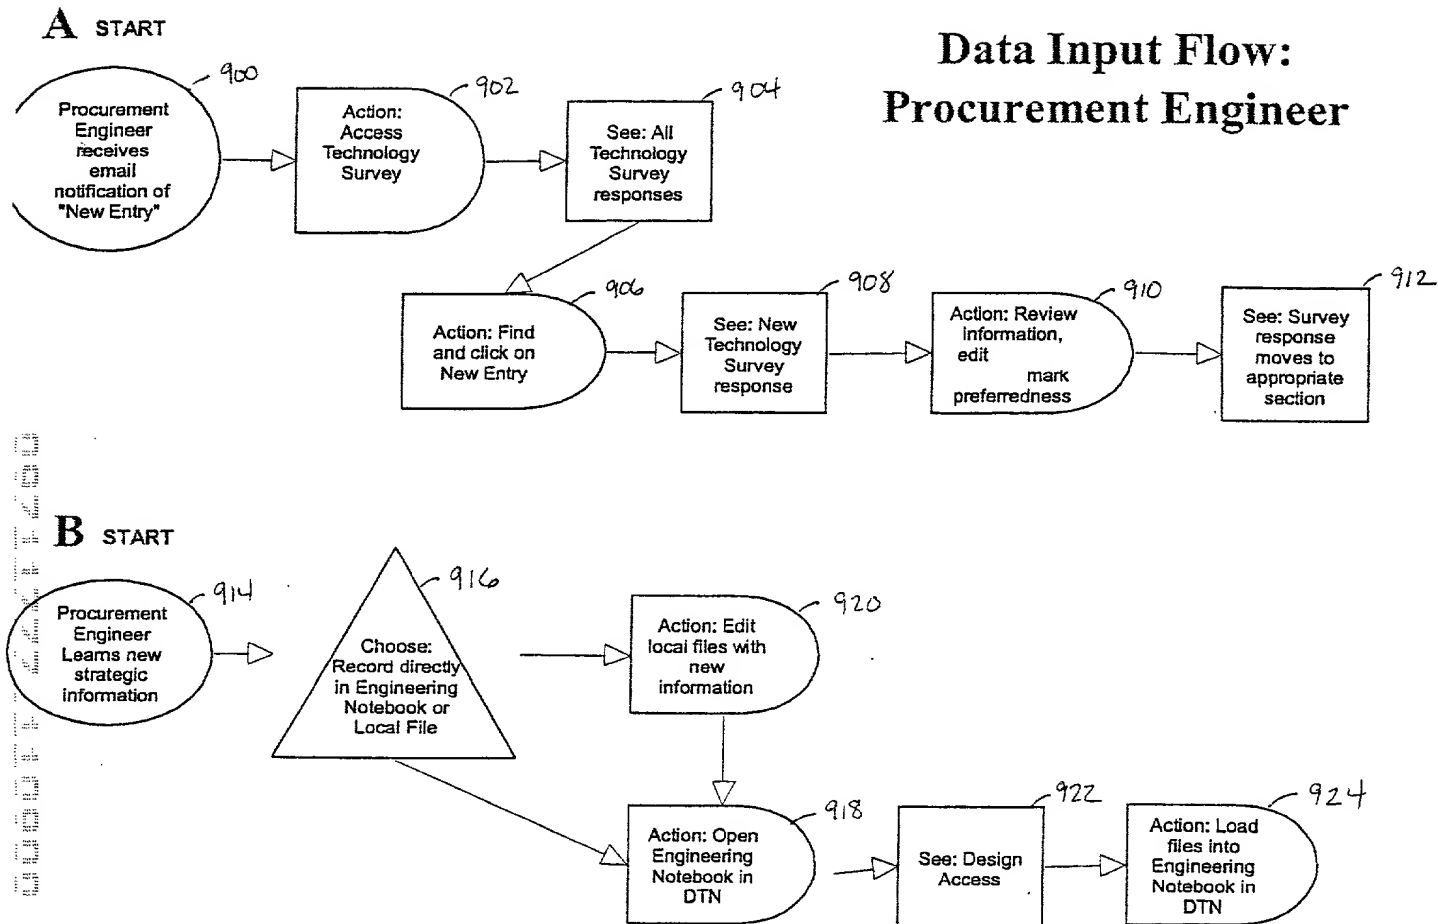 A START
Data Input Flow:
Procurement Engineer
900
Procurement
Engineer
receives
email
notification of
"New Entry"
902
Action:
Access
Technology
Survey
904
See: All
Technology
Survey
responses
906
Action: Find
and click on
New Entry
908
See: New
Technology
Survey
response
910
Action: Review
information,
edit
mark
preferredness
912
See: Survey
response
moves to
appropriate
section
B START
914
Procurement
Engineer
Learns new
strategic
information
916
Choose:
Record directly
in Engineering
Notebook or
Local File
920
Action: Edit
local files with
new
information
918
Action: Open
Engineering
Notebook in
DTN
922
See: Design
Access
924
Action: Load
files into
Engineering
Notebook in
DTN